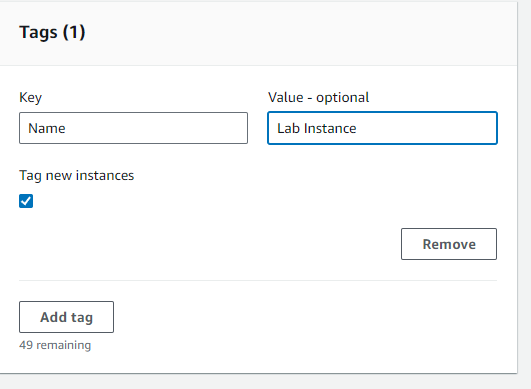 Tags (1)
Key
Value - optional
Name
Lab Instance
Tag new instances
Remove
Add tag
49 remaining